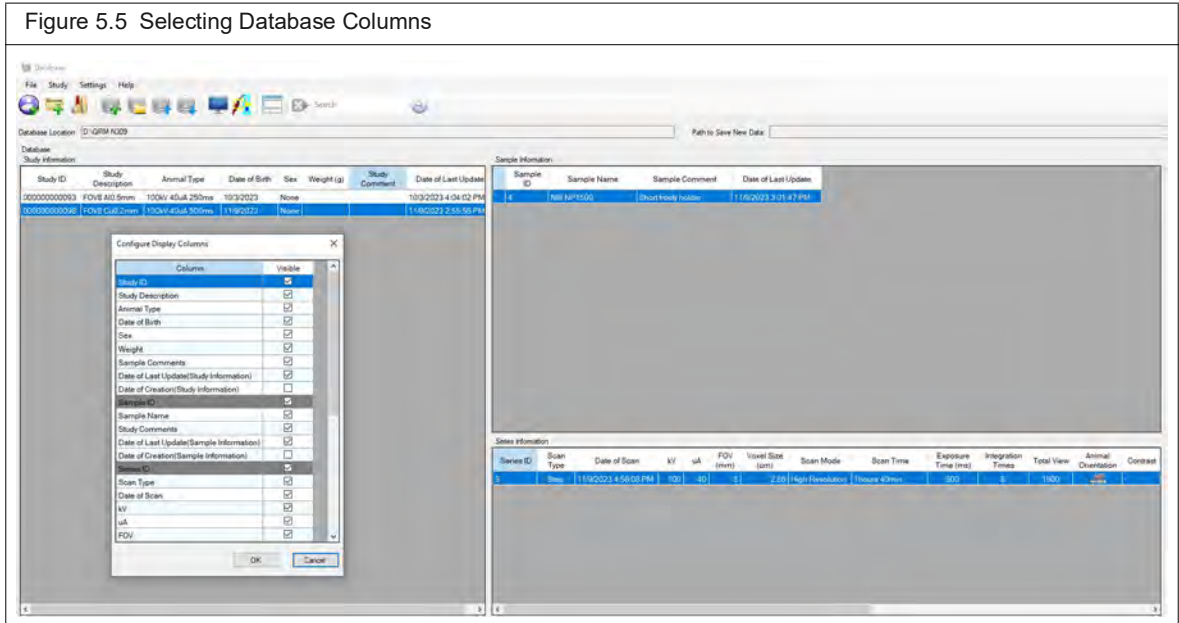 Figure 5.5 Selecting Database Columns
Database
File Study Settings Help
Search
Database Location: D:\QRM N309 Path to Save New Data:
Database
Study Information
Study ID Study Description Animal Type Date of Birth Sex Weight (g) Study Comment Date of Last Update
000000000093 FOV8 Al0.5mm 100kV 40uA 250ms 10/3/2023 None 10/3/2023 4:04:02 PM
000000000098 FOV8 Cu0.2mm 100kV 40uA 500ms 11/9/2023 None 11/9/2023 2:55:55 PM
Configure Display Columns
Column Visible
Study ID
Study Description
Animal Type
Date of Birth
Sex
Weight
Sample Comments
Date of Last Update(Study Information)
Date of Creation(Study Information)
Sample ID
Sample Name
Study Comments
Date of Last Update(Sample Information)
Date of Creation(Sample Information)
Series ID
Scan Type
Date of Scan
kV
uA
FOV
OK Cancel
Sample Information
Sample ID Sample Name Sample Comment Date of Last Update
4 NP1500 holder 11/9/2023 3:01:47 PM
Series Information
Series ID Scan Type Date of Scan kV uA FOV (mm) Voxel Size (um) Scan Mode Scan Time Exposure Time (ms) Integration Times Total View Animal Orientation Contrast
Step 11/9/2023 4:58:08 PM 100 40 8 High Resolution 1hours 40min 500 1500 -